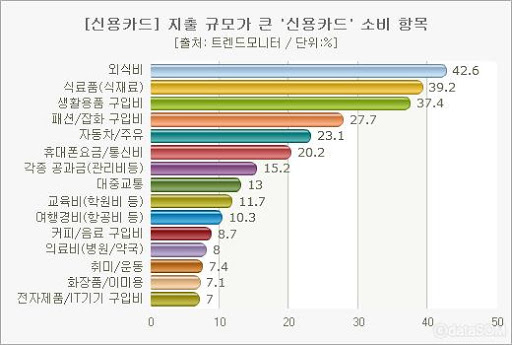 [신용카드] 지출 규모가 큰 '신용카드' 소비 항목
[출처: 트렌드모니터 / 단위:%]
외식비 42.6
식료품(식재료) 39.2
생활용품 구입비 37.4
패션/잡화 구입비 27.7
자동차/주유 23.1
휴대폰요금/통신비 20.2
각종 공과금(관리비등) 15.2
대중교통 13
교육비(학원비 등) 11.7
여행경비(항공비 등) 10.3
커피/음료 구입비 8.7
의료비(병원/약국) 8
취미/운동 7.4
화장품/이미용 7.1
전자제품/IT기기 구입비 7
0 10 20 30 40 50